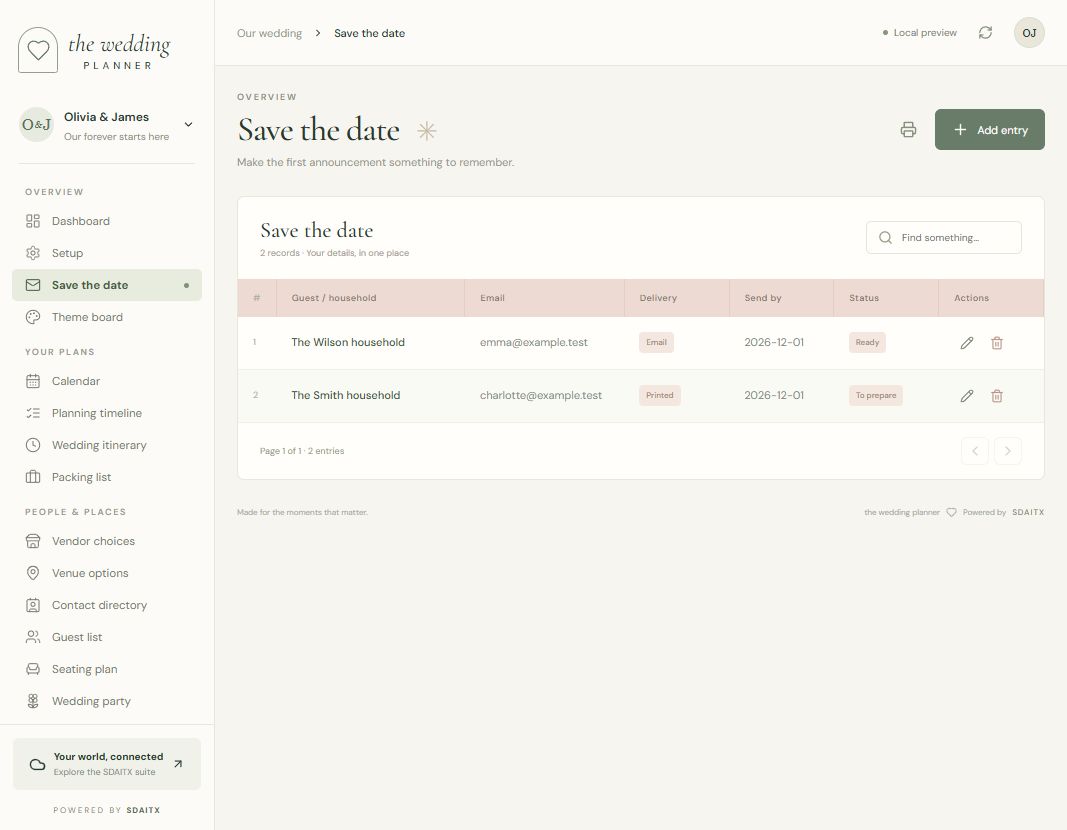 the wedding
PLANNER
O&J
Olivia & James
Our forever starts here
OVERVIEW
Dashboard
Setup
Save the date
Theme board
YOUR PLANS
Calendar
Planning timeline
Wedding itinerary
Packing list
PEOPLE & PLACES
Vendor choices
Venue options
Contact directory
Guest list
Seating plan
Wedding party
Your world, connected
Explore the SDAITX suite
POWERED BY SDAITX
Our wedding > Save the date
Local preview
OJ
OVERVIEW
Save the date
Make the first announcement something to remember.
Add entry
Save the date
2 records · Your details, in one place
Find something...
# Guest / household Email Delivery Send by Status Actions
1 The Wilson household emma@example.test Email 2026-12-01 Ready
2 The Smith household charlotte@example.test Printed 2026-12-01 To prepare
Page 1 of 1 · 2 entries
Made for the moments that matter.
the wedding planner Powered by SDAITX